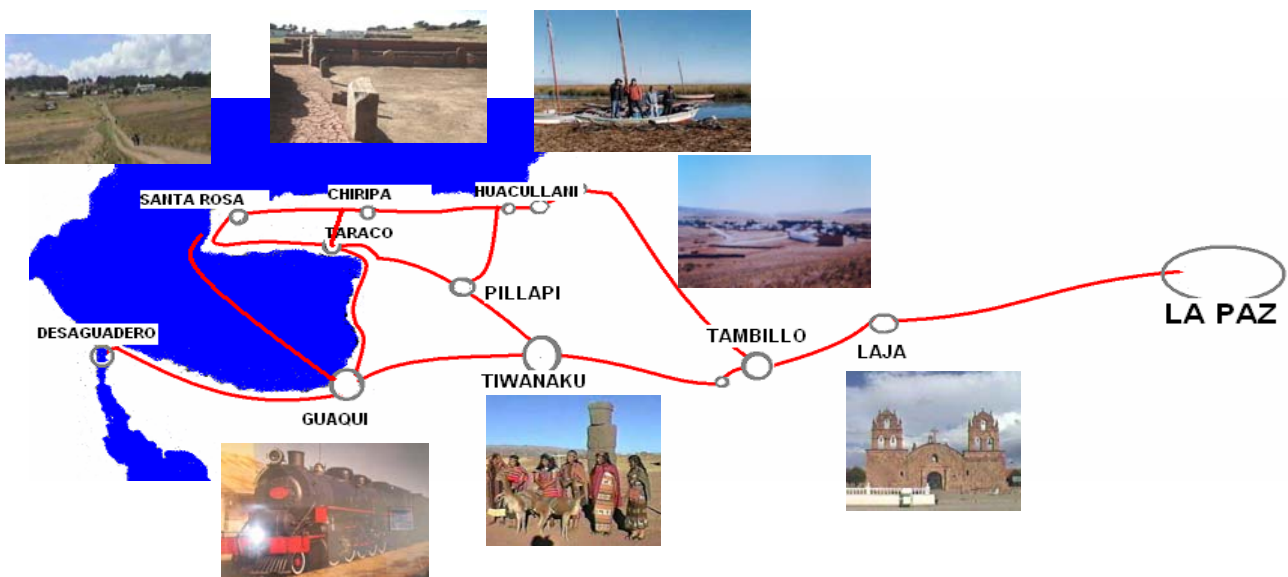 SANTA ROSA
CHIRIPA
HUACULLANI
TARACO
PILLAPI
LA PAZ
DESAGUADERO
TAMBILLO
LAJA
TIWANAKU
GUAQUI